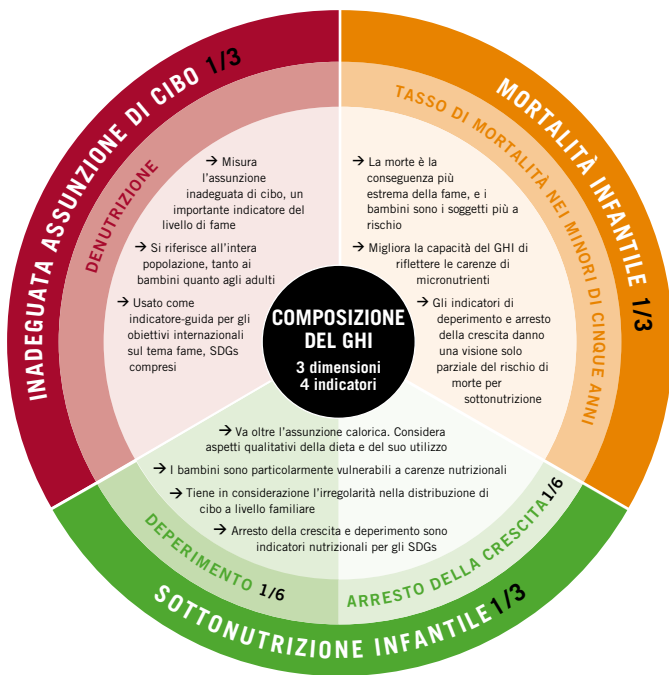 INADEGUATA ASSUNZIONE DI CIBO 1/3
DENUTRIZIONE
→ Misura
l'assunzione
inadeguata di cibo, un
importante indicatore del
livello di fame
→ Si riferisce all'intera
popolazione, tanto ai
bambini quanto agli adulti
→ Usato come
indicatore-guida per gli
obiettivi internazionali
sul tema fame, SDGs
compresi
MORTALITÀ INFANTILE 1/3
TASSO DI MORTALITÀ NEI MINORI DI CINQUE ANNI
→ La morte è la
conseguenza più
estrema della fame, e i
bambini sono i soggetti più a
rischio
→ Migliora la capacità del GHI di
riflettere le carenze di
micronutrienti
→ Gli indicatori di
deperimento e arresto
della crescita danno
una visione solo
parziale del rischio di
morte per
sottonutrizione
COMPOSIZIONE
DEL GHI
3 dimensioni
4 indicatori
→ Va oltre l'assunzione calorica. Considera
aspetti qualitativi della dieta e del suo utilizzo
→ I bambini sono particolarmente vulnerabili a carenze nutrizionali
→ Tiene in considerazione l'irregolarità nella distribuzione di
cibo a livello familiare
→ Arresto della crescita e deperimento sono
indicatori nutrizionali per gli SDGs
DEPERIMENTO 1/6
ARRESTO DELLA CRESCITA 1/6
SOTTONUTRIZIONE INFANTILE 1/3